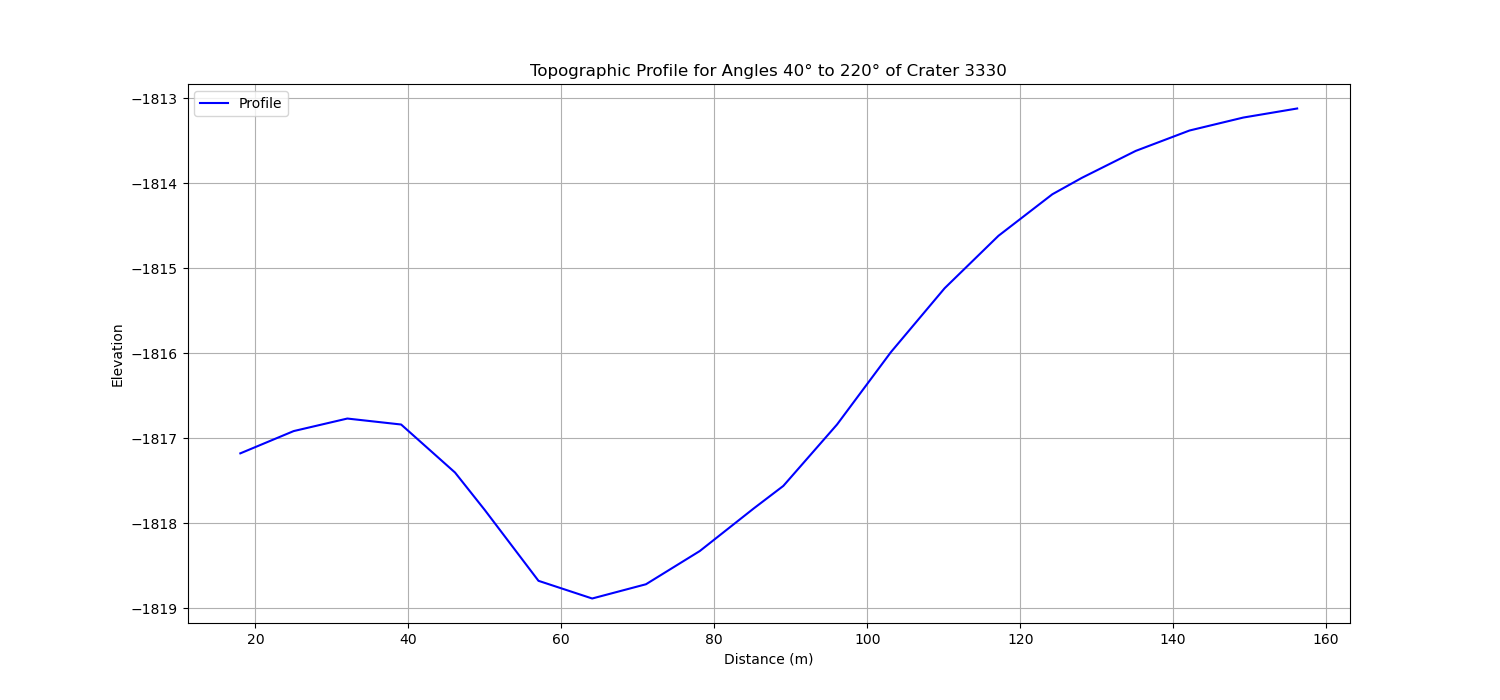 Topographic Profile for Angles 40° to 220° of Crater 3330
Profile
−1813
−1814
−1815
−1816
−1817
−1818
−1819
Elevation
20 40 60 80 100 120 140 160
Distance (m)